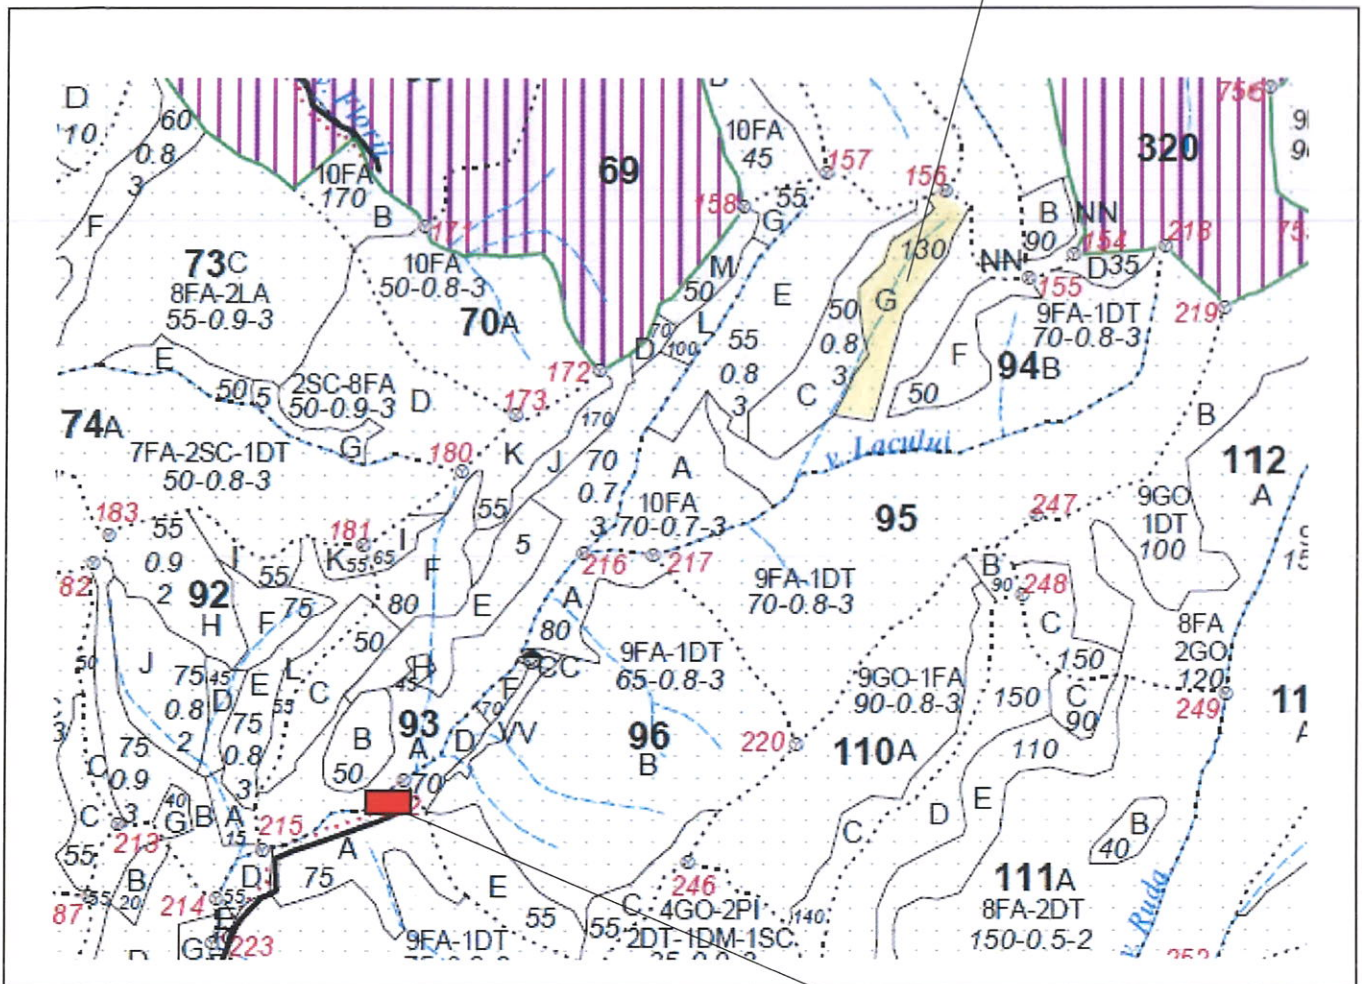 D
10
60
0.8
3
F
v. Florii
10FA
170
B
171
69
10FA
45
157
158
55
G
156
130
G
B
90
NN
154
320
218
756
NN
155
D35
219
73C
8FA-2LA
55-0.9-3
10FA
50-0.8-3
70A
M
50
L
70
100
D
E
55
0.8
3
50
0.8
3
C
F
50
9FA-1DT
70-0.8-3
94B
E
50
5
2SC-8FA
50-0.9-3
D
G
172
173
74A
7FA-2SC-1DT
50-0.8-3
180
K
J
170
70
0.7
3
A
10FA
70-0.7-3
v. Lacului
B
112
A
183
55
0.9
2
I
181
K
55
65
I
55
5
216
217
95
247
9GO
1DT
100
82
92
H
55
F
75
F
80
E
A
80
9FA-1DT
70-0.8-3
B
90
248
C
150
8FA
2GO
120
50
J
75
0.8
2
45
D
E
75
0.8
3
L
55
C
50
H
45
CC
F
70
VV
9FA-1DT
65-0.8-3
9GO-1FA
90-0.8-3
150
C
90
249
11
A
B
50
93
A
D
70
96
B
220
110A
110
C
75
0.9
3
C
213
40
G
B
A
15
215
A
75
D
E
55
246
C
D
E
B
40
55
87
55
B
20
214
55
E
G
223
9FA-1DT
55
C
4GO-2PI
2DT-1DM-1SC
140
111A
8FA-2DT
150-0.5-2
v. Ruda
252
D